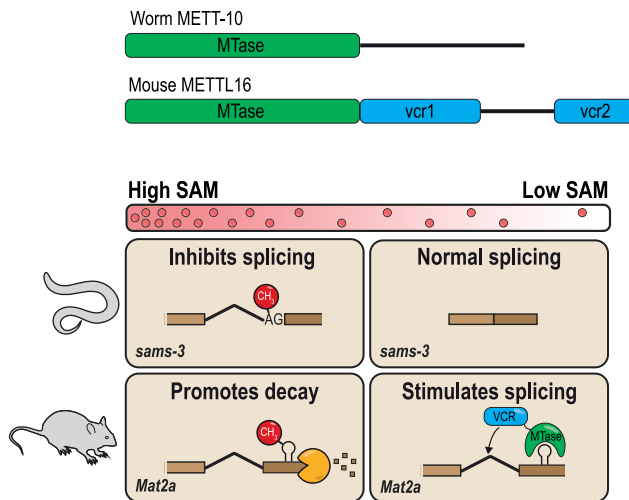 Worm METT-10
MTase
Mouse METTL16
MTase vcr1 vcr2
High SAM Low SAM
Inhibits splicing
CH3
AG
sams-3
Normal splicing
sams-3
Promotes decay
CH3
Mat2a
Stimulates splicing
VCR
MTase
Mat2a